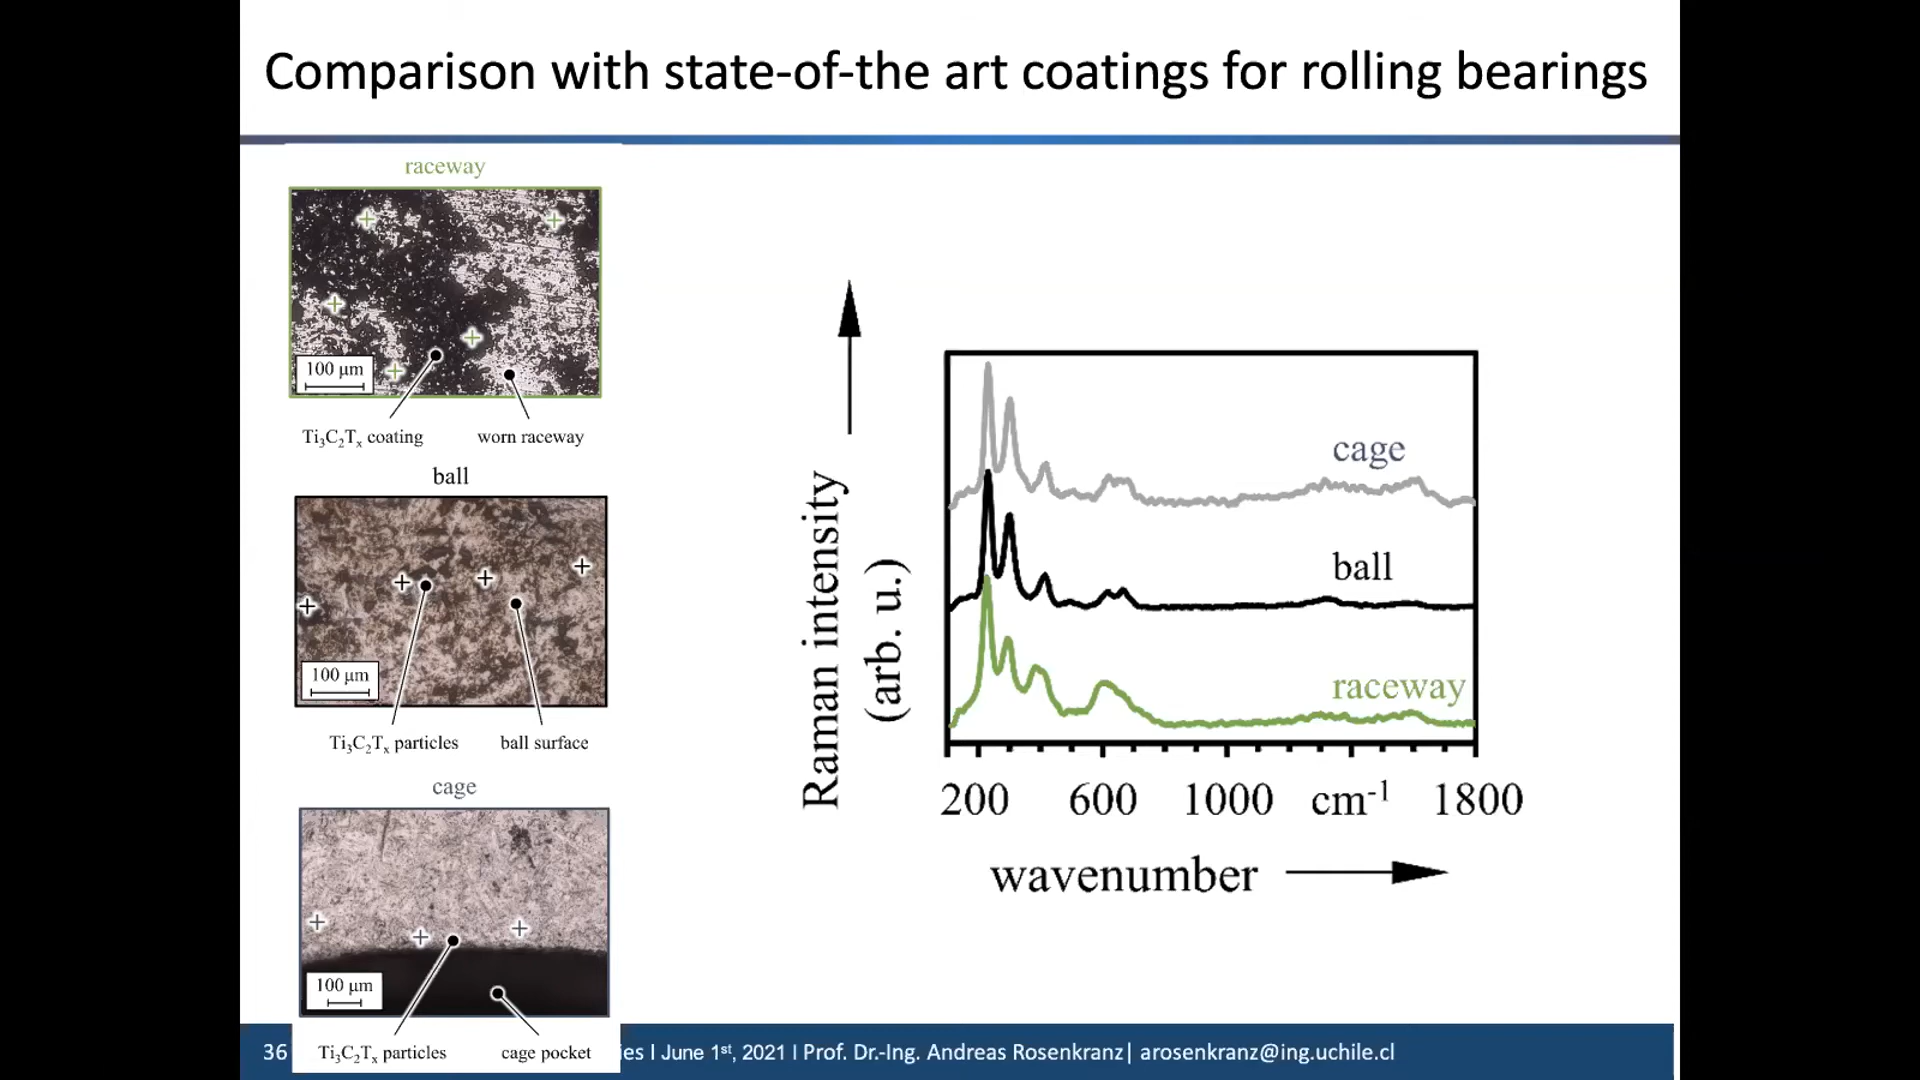 Comparison with state-of-the art coatings for rolling bearings
raceway
100 µm
Ti₃C₂Tₓ coating
worn raceway
ball
100 µm
Ti₃C₂Tₓ particles
ball surface
cage
100 µm
Ti₃C₂Tₓ particles
cage pocket
Raman intensity
(arb. u.)
cage
ball
raceway
200 600 1000 cm⁻¹ 1800
wavenumber
36
ies I June 1st, 2021 I Prof. Dr.-Ing. Andreas Rosenkranz| arosenkranz@ing.uchile.cl